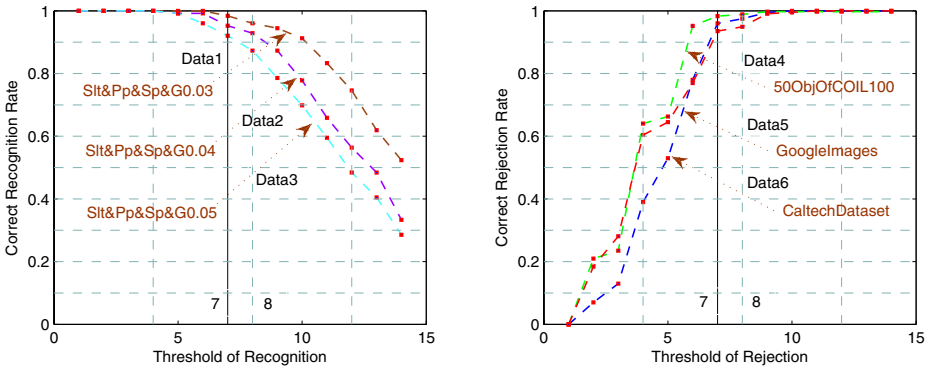 1
0.8
0.6
0.4
0.2
0
0
5
10
15
Correct Recognition Rate
Threshold of Recognition
Data1
Slt&Pp&Sp&G0.03
Data2
Slt&Pp&Sp&G0.04
Data3
Slt&Pp&Sp&G0.05
7
8
1
0.8
0.6
0.4
0.2
0
0
5
10
15
Correct Rejection Rate
Threshold of Rejection
Data4
50ObjOfCOIL100
Data5
GoogleImages
Data6
CaltechDataset
7
8